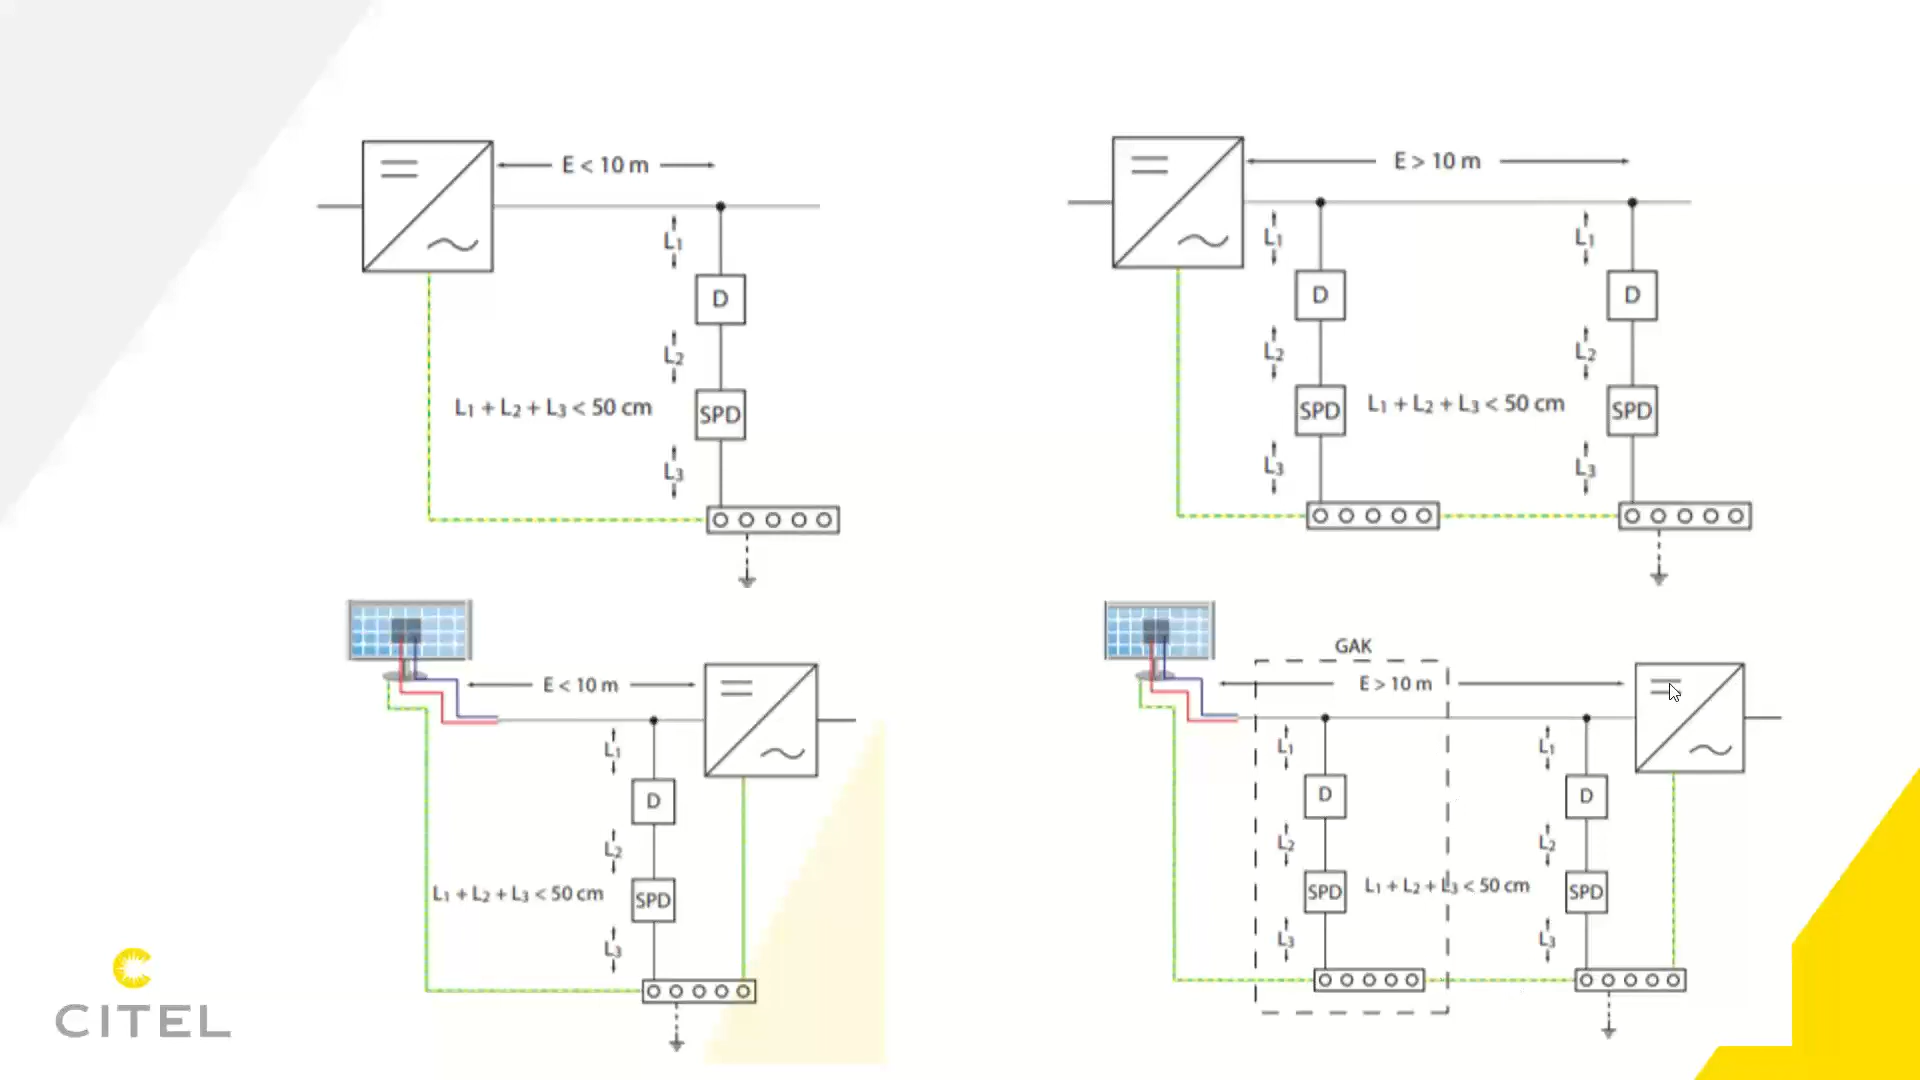 E < 10 m
L1
D
L2
L1 + L2 + L3 < 50 cm
SPD
L3
E > 10 m
L1
L1
D
D
L2
L2
SPD
L1 + L2 + L3 < 50 cm
SPD
L3
L3
E < 10 m
L1
D
L2
L1 + L2 + L3 < 50 cm
SPD
L3
GAK
E > 10 m
L1
L1
D
D
L2
L2
SPD
L1 + L2 + L3 < 50 cm
SPD
L3
L3
CITEL